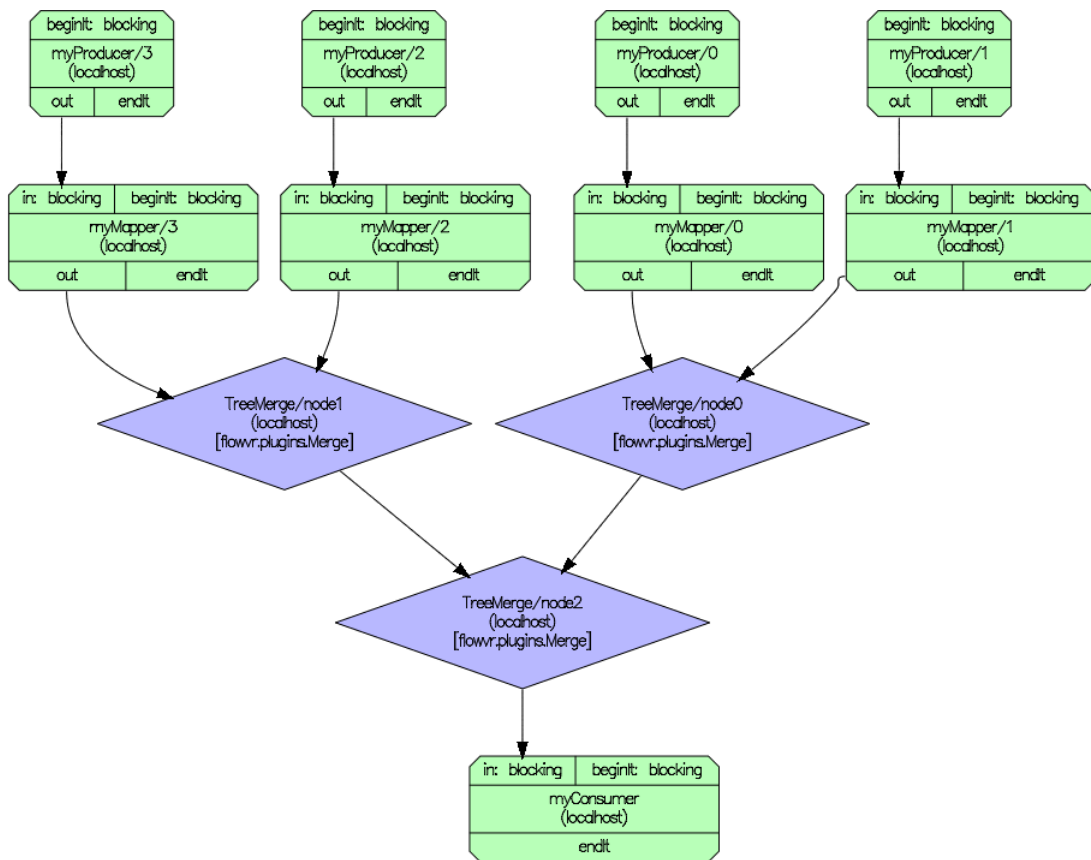 beginIt: blocking
myProducer/3
(localhost)
out endIt
beginIt: blocking
myProducer/2
(localhost)
out endIt
beginIt: blocking
myProducer/0
(localhost)
out endIt
beginIt: blocking
myProducer/1
(localhost)
out endIt
in: blocking beginIt: blocking
myMapper/3
(localhost)
out endIt
in: blocking beginIt: blocking
myMapper/2
(localhost)
out endIt
in: blocking beginIt: blocking
myMapper/0
(localhost)
out endIt
in: blocking beginIt: blocking
myMapper/1
(localhost)
out endIt
TreeMerge/node1
(localhost)
[flowvr.plugins.Merge]
TreeMerge/node0
(localhost)
[flowvr.plugins.Merge]
TreeMerge/node2
(localhost)
[flowvr.plugins.Merge]
in: blocking beginIt: blocking
myConsumer
(localhost)
endIt